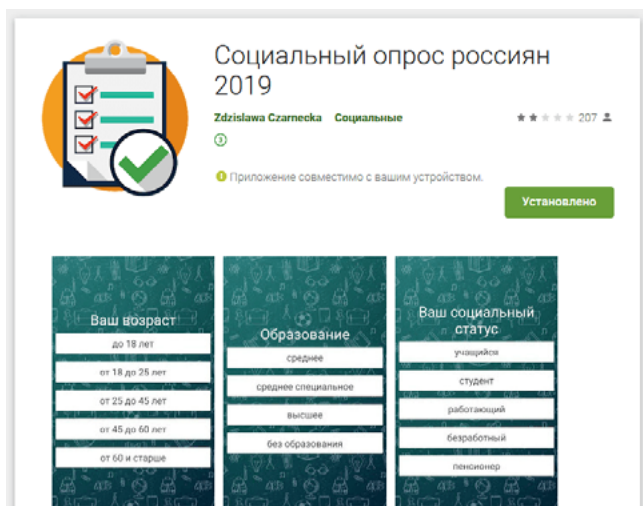 Социальный опрос россиян
2019
Zdzislawa Czarnecka Социальные
207
3
Приложение совместимо с вашим устройством.
Установлено
Ваш возраст
до 18 лет
от 18 до 25 лет
от 25 до 45 лет
от 45 до 60 лет
от 60 и старше
Образование
среднее
среднее специальное
высшее
без образования
Ваш социальный
статус
учащийся
студент
работающий
безработный
пенсионер